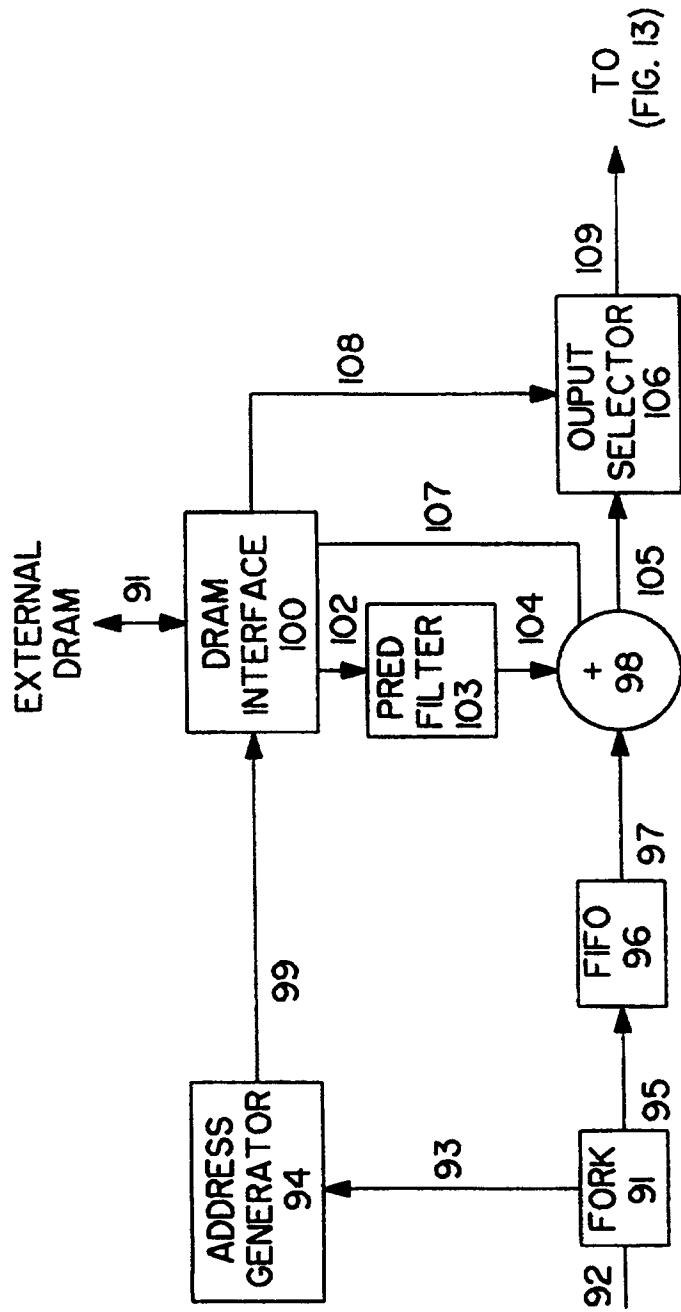 EXTERNAL
DRAM
91
ADDRESS
GENERATOR
94
99
DRAM
INTERFACE
100
108
93
102
107
PRED
FILTER
103
104
92
FORK
91
95
FIFO
96
97
+
98
105
OUPUT
SELECTOR
106
109
TO
(FIG. 13)